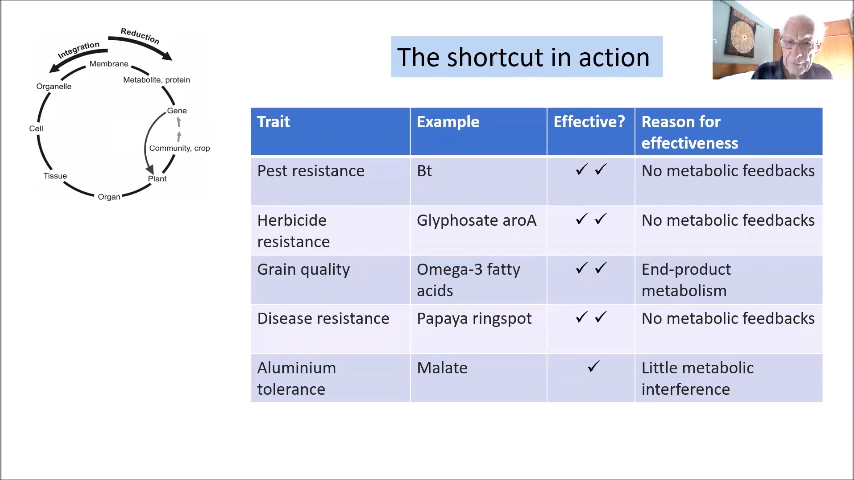 Reduction
Integration
Membrane
Organelle
Metabolite, protein
Gene
Cell
Community, crop
Tissue
Plant
Organ
The shortcut in action
Trait Example Effective? Reason for
effectiveness
Pest resistance Bt ✓ ✓ No metabolic feedbacks
Herbicide Glyphosate aroA ✓ ✓ No metabolic feedbacks
resistance
Grain quality Omega-3 fatty ✓ ✓ End-product
acids metabolism
Disease resistance Papaya ringspot ✓ ✓ No metabolic feedbacks
Aluminium Malate ✓ Little metabolic
tolerance interference